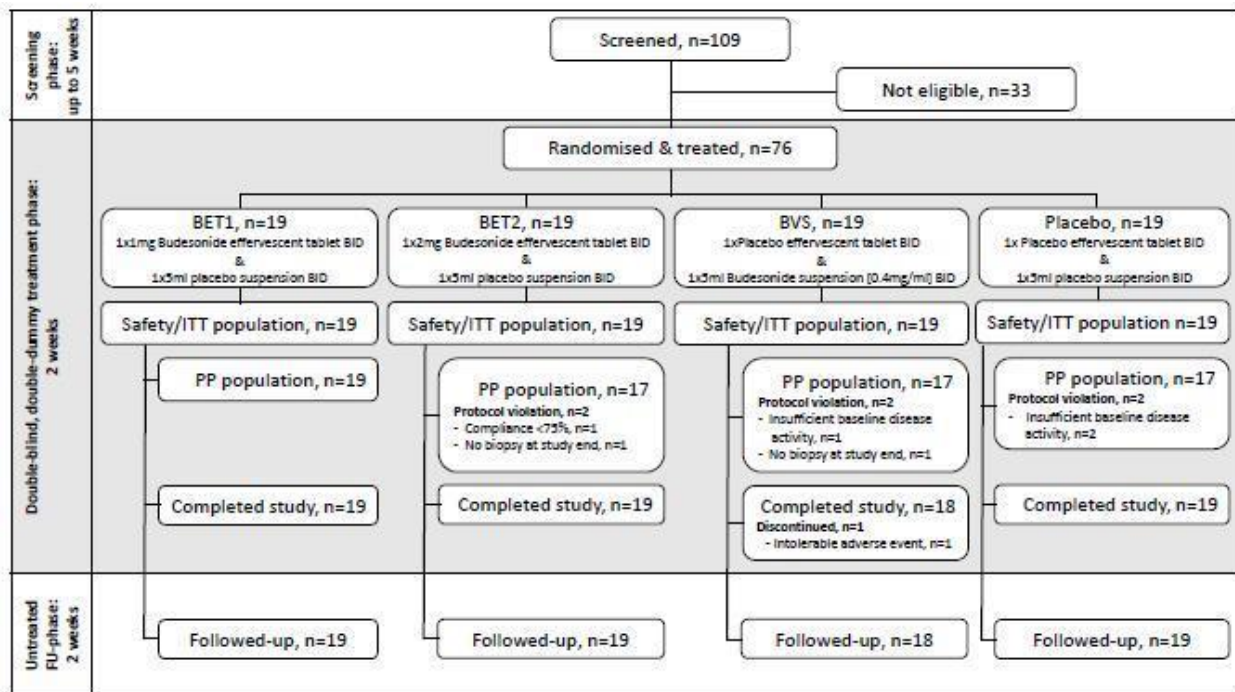 Screening
phase:
up to 5 weeks
Screened, n=109
Not eligible, n=33
Double-blind, double-dummy treatment phase:
2 weeks
Randomised & treated, n=76
BET1, n=19
1x1mg Budesonide effervescent tablet BID
&
1x5ml placebo suspension BID
BET2, n=19
1x2mg Budesonide effervescent tablet BID
&
1x5ml placebo suspension BID
BVS, n=19
1xPlacebo effervescent tablet BID
&
1x5ml Budesonide suspension [0.4mg/ml] BID
Placebo, n=19
1x Placebo effervescent tablet BID
&
1x5ml placebo suspension BID
Safety/ITT population, n=19
Safety/ITT population, n=19
Safety/ITT population, n=19
Safety/ITT population, n=19
PP population, n=19
PP population, n=17
Protocol violation, n=2
- Compliance <75%, n=1
- No biopsy at study end, n=1
PP population, n=17
Protocol violation, n=2
- Insufficient baseline disease
activity, n=1
- No biopsy at study end, n=1
PP population, n=17
Protocol violation, n=2
- Insufficient baseline disease
activity, n=2
Completed study, n=19
Completed study, n=19
Completed study, n=18
Discontinued, n=1
- Intolerable adverse event, n=1
Completed study, n=19
Untreated
FU-phase:
2 weeks
Followed-up, n=19
Followed-up, n=19
Followed-up, n=18
Followed-up, n=19